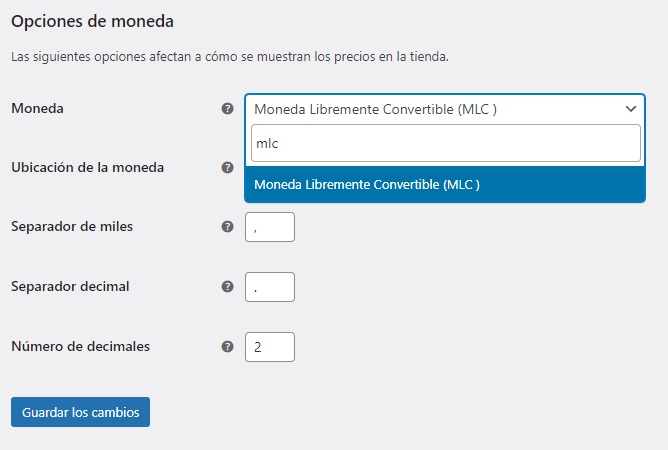 Opciones de moneda
Las siguientes opciones afectan a cómo se muestran los precios en la tienda.
Moneda
Moneda Libremente Convertible (MLC )
mlc
Ubicación de la moneda
Moneda Libremente Convertible (MLC )
Separador de miles
,
Separador decimal
.
Número de decimales
2
Guardar los cambios